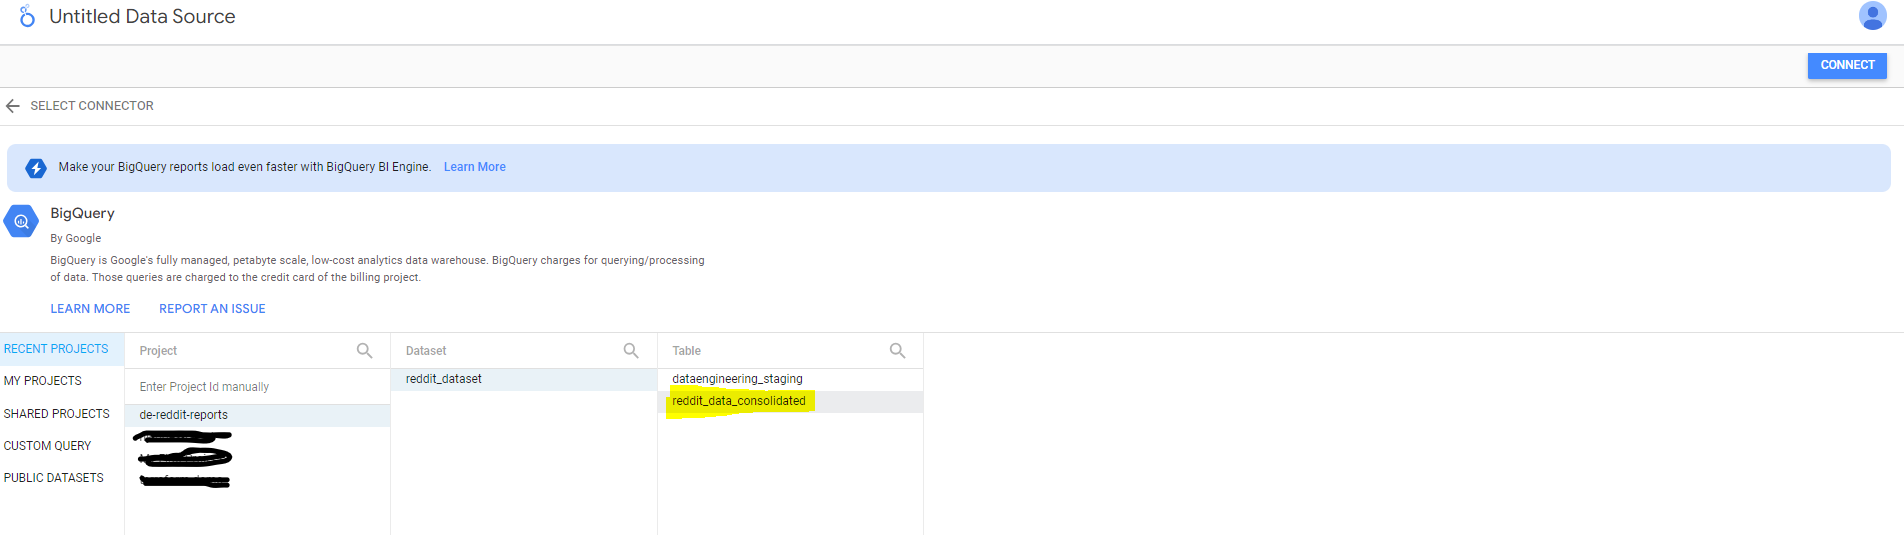 Untitled Data Source
CONNECT
SELECT CONNECTOR
Make your BigQuery reports load even faster with BigQuery BI Engine. Learn More
BigQuery
By Google
BigQuery is Google's fully managed, petabyte scale, low-cost analytics data warehouse. BigQuery charges for querying/processing
of data. Those queries are charged to the credit card of the billing project.
LEARN MORE REPORT AN ISSUE
RECENT PROJECTS
MY PROJECTS
SHARED PROJECTS
CUSTOM QUERY
PUBLIC DATASETS
Project
Enter Project Id manually
de-reddit-reports
Dataset
reddit_dataset
Table
dataengineering_staging
reddit_data_consolidated